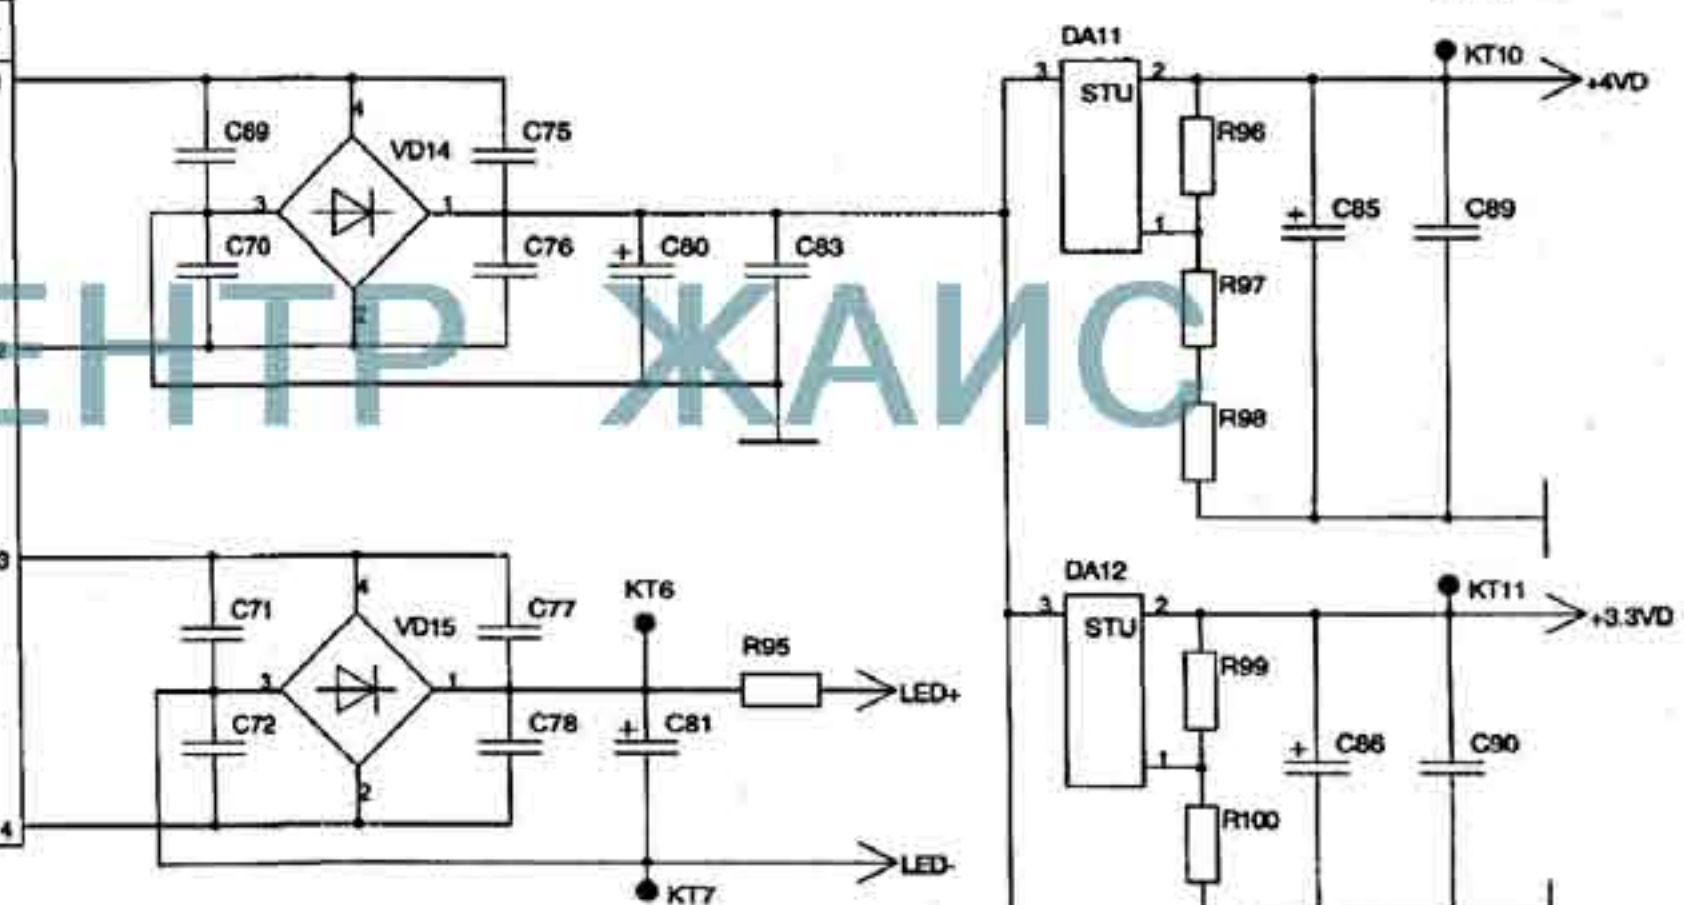 DA11
KT10
3
2
STU
+4VD
4
C69
VD14
C75
R96
3
1
1
C85
C89
+
C70
C76
+
C80
C83
R97
2
2
ЕНТР ЖАИС
R98
3
DA12
KT11
4
KT6
3
2
STU
+3.3VD
C71
VD15
C77
R95
R99
3
1
LED+
C72
C78
+
C81
1
+
C86
C90
2
R100
4
LED-
KT7